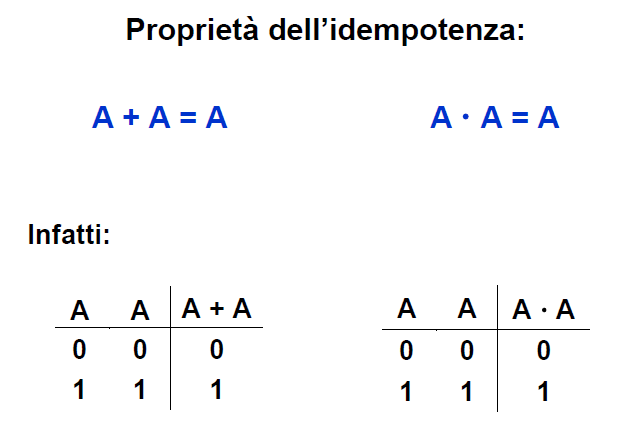 Proprietà dell’idempotenza:
A + A = A
A · A = A
Infatti:
A A A + A
0 0 0
1 1 1
A A A · A
0 0 0
1 1 1